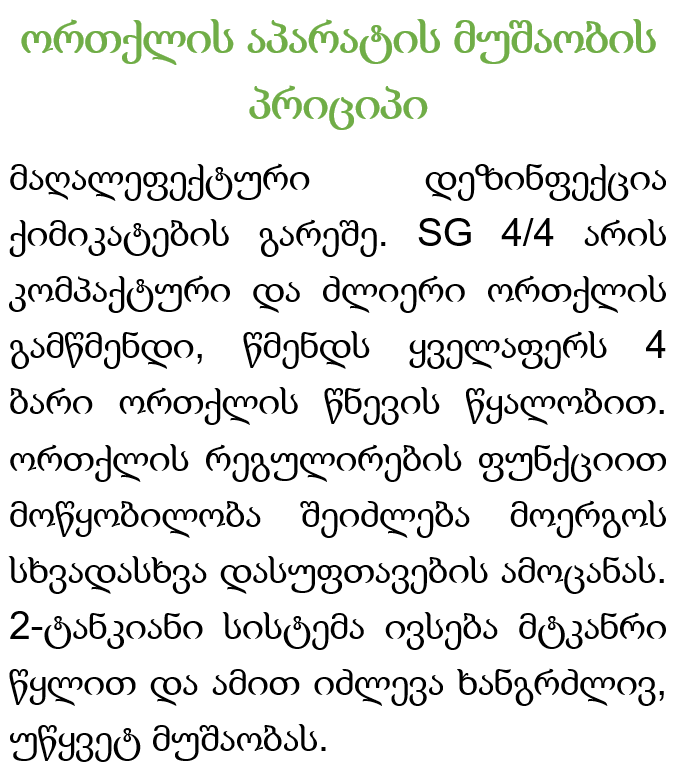 ორთქლის აპარატის მუშაობის
პრიციპი
მაღალეფექტური დეზინფექცია
ქიმიკატების გარეშე. SG 4/4 არის
კომპაქტური და ძლიერი ორთქლის
გამწმენდი, წმენდს ყველაფერს 4
ბარი ორთქლის წნევის წყალობით.
ორთქლის რეგულირების ფუნქციით
მოწყობილობა შეიძლება მოერგოს
სხვადასხვა დასუფთავების ამოცანას.
2-ტანკიანი სისტემა ივსება მტკანრი
წყლით და ამით იძლევა ხანგრძლივ,
უწყვეტ მუშაობას.